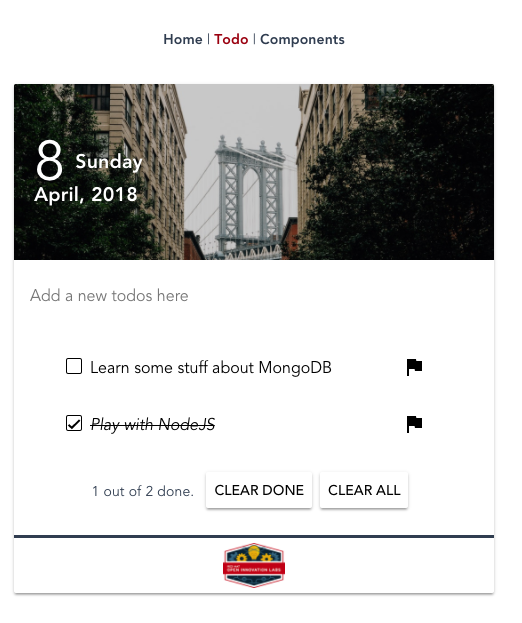 Home | Todo | Components
8 Sunday
April, 2018
Add a new todos here
Learn some stuff about MongoDB
Play with NodeJS
1 out of 2 done. CLEAR DONE CLEAR ALL
RED HAT
OPEN INNOVATION LABS